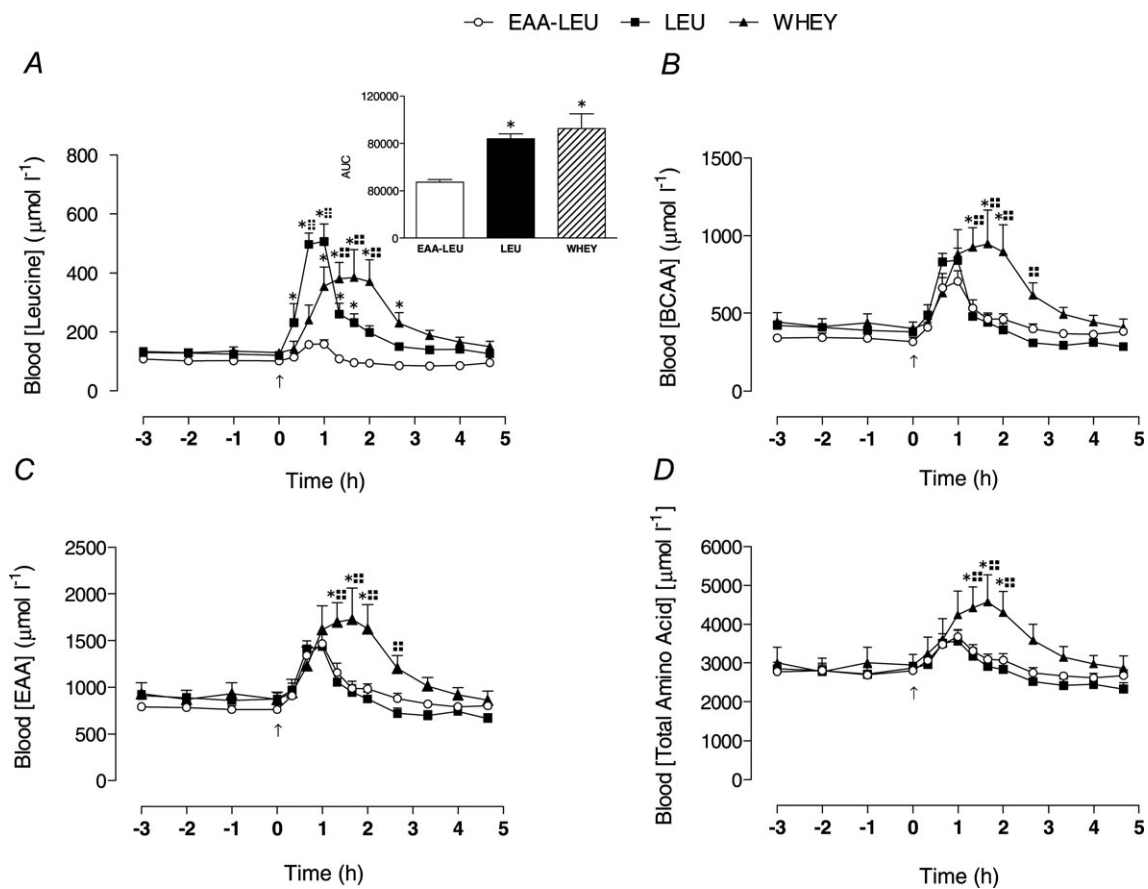 EAA-LEU LEU WHEY
A
Blood [Leucine] ( μmol l⁻¹)
800
600
400
200
0
-3 -2 -1 0 1 2 3 4 5
Time (h)
↑
* * * * * * * * * *
AUC
120000
80000
80000
0
* *
EAA-LEU LEU WHEY
B
Blood [BCAA] (μmol l⁻¹)
1500
1000
500
0
-3 -2 -1 0 1 2 3 4 5
Time (h)
↑
* * *
C
Blood [EAA] (μmol l⁻¹)
2500
2000
1500
1000
500
0
-3 -2 -1 0 1 2 3 4 5
Time (h)
↑
* * *
D
Blood [Total Amino Acid] [μmol l⁻¹)
6000
5000
4000
3000
2000
1000
0
-3 -2 -1 0 1 2 3 4 5
Time (h)
↑
* * *